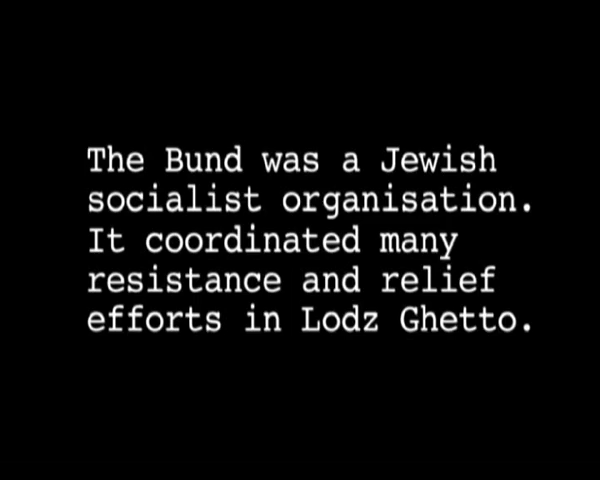 The Bund was a Jewish
socialist organisation.
It coordinated many
resistance and relief
efforts in Lodz Ghetto.